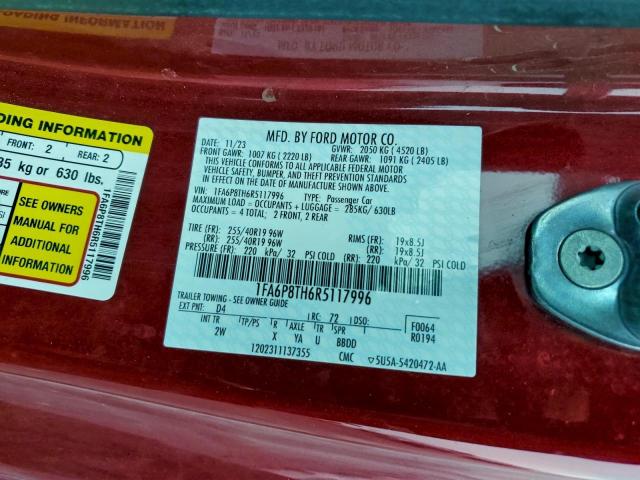 MFD. BY FORD MOTOR CO.
DATE: 11/23 GVWR: 2050 KG ( 4520 LB)
FRONT GAWR: 1007 KG ( 2220 LB) REAR GAWR: 1091 KG ( 2405 LB)
THIS VEHICLE CONFORMS TO ALL APPLICABLE FEDERAL MOTOR
VEHICLE SAFETY, BUMPER, AND THEFT PREVENTION STANDARDS
IN EFFECT ON THE DATE OF MANUFACTURE SHOWN ABOVE.
VIN: 1FA6P8TH6R5117996 TYPE: Passenger Car
MAXIMUM LOAD = OCCUPANTS + LUGGAGE = 285KG/630LB
OCCUPANTS = 4 TOTAL: 2 FRONT, 2 REAR
TIRE (FR): 255/40R19 96W RIMS (FR): 19x8.5J
(RR): 255/40R19 96W (RR): 19x8.5J
PRESSURE (FR): 220 kPa/ 32 PSI COLD (RR): 220 kPa/ 32 PSI COLD
1FA6P8TH6R5117996
TRAILER TOWING - SEE OWNER GUIDE
EXT PNT: D4 RC: 72 DSO:
INT TR TP/PS R AXLE TR SPR
2W X YA U BBDD
F0064
R0194
1202311137355 CMC ▽5U5A-5420472-AA
DING INFORMATION
FRONT: 2 REAR: 2
85 kg or 630 lbs.
SEE OWNERS
MANUAL FOR
ADDITIONAL
INFORMATION
1FA6P8TH6R5117996